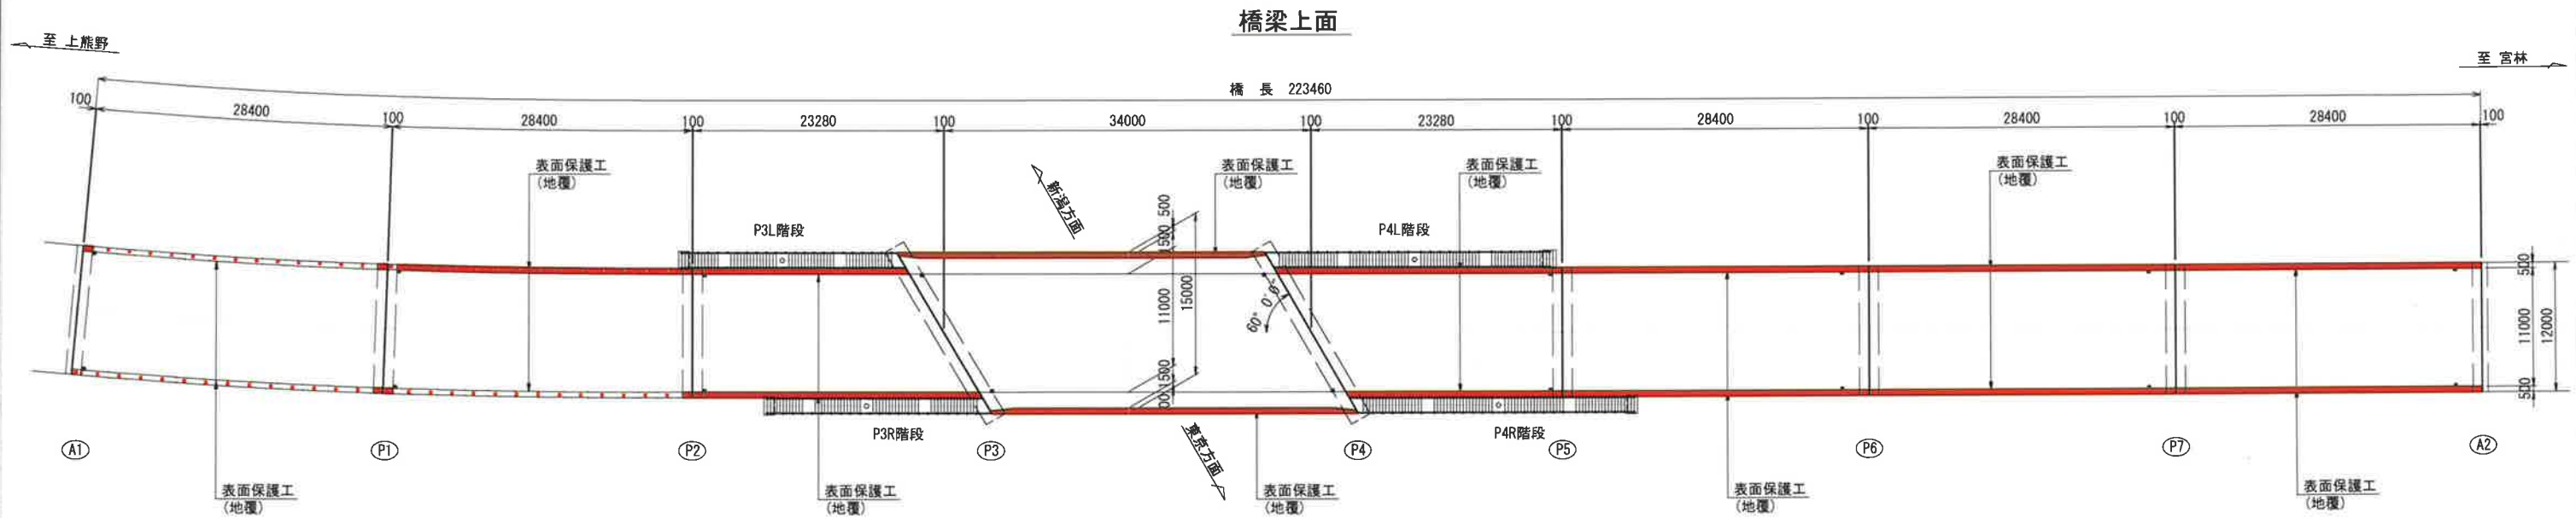 橋梁上面
至 上熊野
至 宮林
橋 長 223460
100
28400
100
28400
100
23280
100
34000
100
23280
100
28400
100
28400
100
28400
100
表面保護工
(地覆)
表面保護工
(地覆)
表面保護工
(地覆)
表面保護工
(地覆)
新潟方面
P3L階段
P4L階段
500
1500
11000
15000
1500
60° 0′ 0″
500
11000
12000
500
P3R階段
P4R階段
東京方面
A1
P1
P2
P3
P4
P5
P6
P7
A2
表面保護工
(地覆)
表面保護工
(地覆)
表面保護工
(地覆)
表面保護工
(地覆)
表面保護工
(地覆)